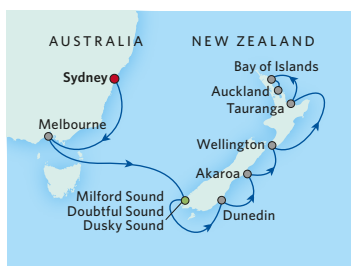 AUSTRALIA
NEW ZEALAND
Bay of Islands
Sydney
Auckland
Tauranga
Melbourne
Wellington
Akaroa
Milford Sound
Doubtful Sound
Dusky Sound
Dunedin